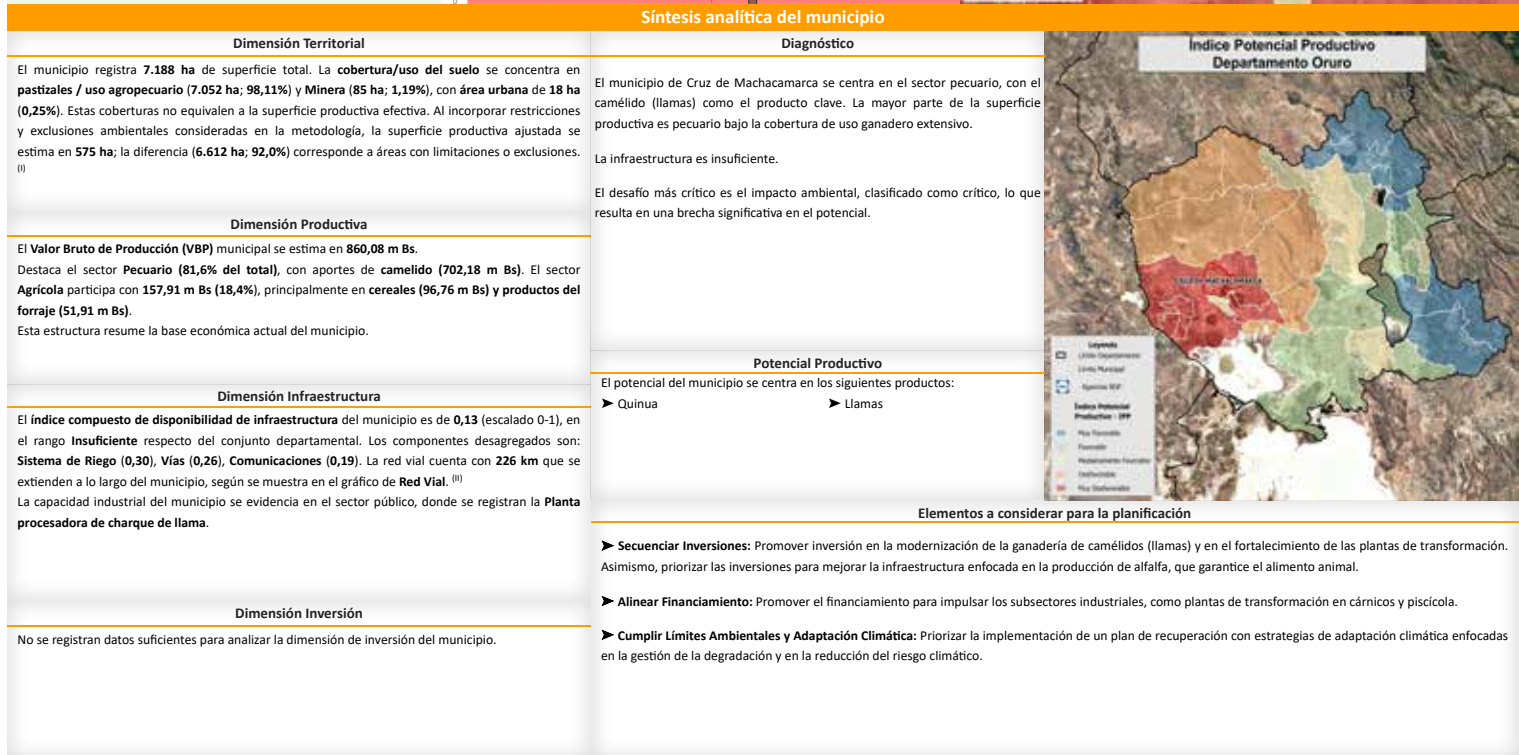 Síntesis analítica del municipio
Dimensión Territorial
El municipio registra 7.188 ha de superficie total. La cobertura/uso del suelo se concentra en
pastizales / uso agropecuario (7.052 ha; 98,11%) y Minera (85 ha; 1,19%), con área urbana de 18 ha
(0,25%). Estas coberturas no equivalen a la superficie productiva efectiva. Al incorporar restricciones
y exclusiones ambientales consideradas en la metodología, la superficie productiva ajustada se
estima en 575 ha; la diferencia (6.612 ha; 92,0%) corresponde a áreas con limitaciones o exclusiones.
(I)
Dimensión Productiva
El Valor Bruto de Producción (VBP) municipal se estima en 860,08 m Bs.
Destaca el sector Pecuario (81,6% del total), con aportes de camelido (702,18 m Bs). El sector
Agrícola participa con 157,91 m Bs (18,4%), principalmente en cereales (96,76 m Bs) y productos del
forraje (51,91 m Bs).
Esta estructura resume la base económica actual del municipio.
Dimensión Infraestructura
El índice compuesto de disponibilidad de infraestructura del municipio es de 0,13 (escalado 0-1), en
el rango Insuficiente respecto del conjunto departamental. Los componentes desagregados son:
Sistema de Riego (0,30), Vías (0,26), Comunicaciones (0,19). La red vial cuenta con 226 km que se
extienden a lo largo del municipio, según se muestra en el gráfico de Red Vial. (II)
La capacidad industrial del municipio se evidencia en el sector público, donde se registran la Planta
procesadora de charque de llama.
Dimensión Inversión
No se registran datos suficientes para analizar la dimensión de inversión del municipio.
Diagnóstico
El municipio de Cruz de Machacamarca se centra en el sector pecuario, con el
camélido (llamas) como el producto clave. La mayor parte de la superficie
productiva es pecuario bajo la cobertura de uso ganadero extensivo.
La infraestructura es insuficiente.
El desafío más crítico es el impacto ambiental, clasificado como crítico, lo que
resulta en una brecha significativa en el potencial.
Potencial Productivo
El potencial del municipio se centra en los siguientes productos:
➤ Quinua ➤ Llamas
Índice Potencial Productivo
Departamento Oruro
CRUZ DE MACHACAMARCA
Leyenda
Límite Departamental
Límite Municipal
Índice Potencial
Productivo - IPP
Muy Favorable
Favorable
Medianamente Favorable
Desfavorable
Muy Desfavorable
Elementos a considerar para la planificación
➤ Secuenciar Inversiones: Promover inversión en la modernización de la ganadería de camélidos (llamas) y en el fortalecimiento de las plantas de transformación.
Asimismo, priorizar las inversiones para mejorar la infraestructura enfocada en la producción de alfalfa, que garantice el alimento animal.
➤ Alinear Financiamiento: Promover el financiamiento para impulsar los subsectores industriales, como plantas de transformación en cárnicos y piscícola.
➤ Cumplir Límites Ambientales y Adaptación Climática: Priorizar la implementación de un plan de recuperación con estrategias de adaptación climática enfocadas
en la gestión de la degradación y en la reducción del riesgo climático.